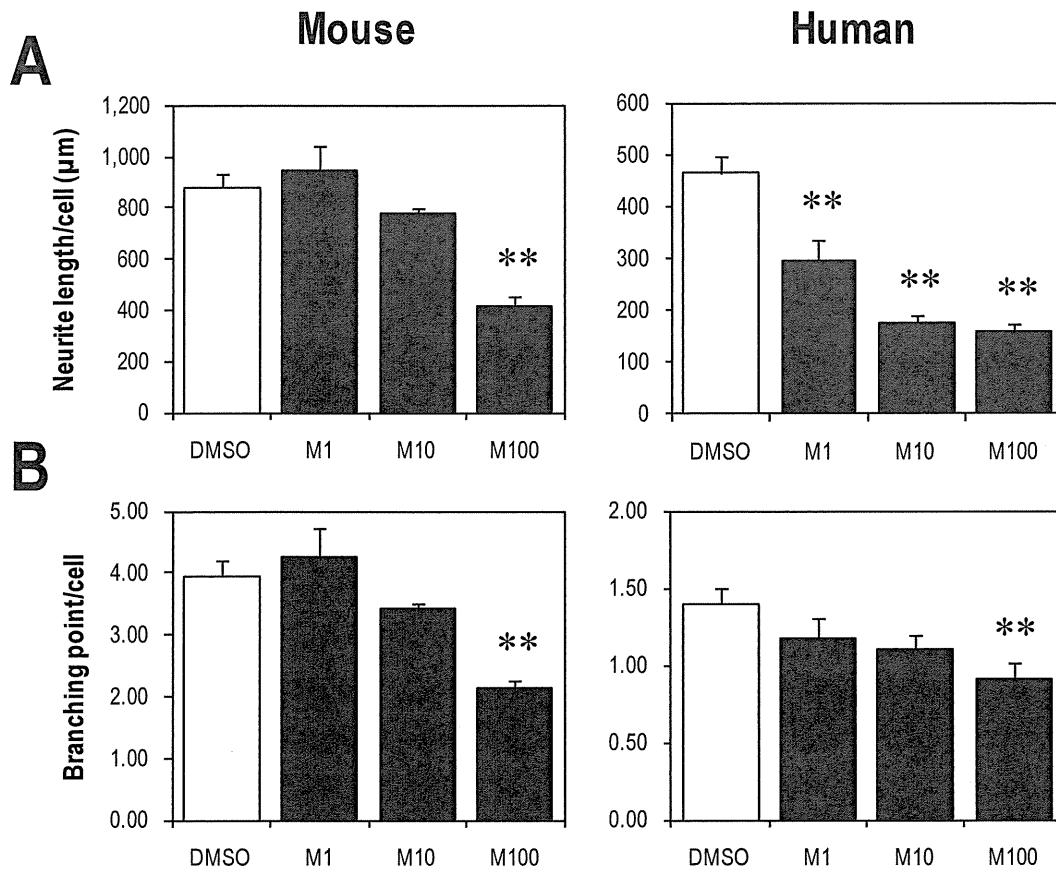 Mouse
Human
A
Neurite length/cell (μm)
1,200
1,000
800
600
400
200
0
**
DMSO M1 M10 M100
600
500
400
300
200
100
0
** ** **
DMSO M1 M10 M100
B
Branching point/cell
5.00
4.00
3.00
2.00
1.00
0.00
**
DMSO M1 M10 M100
2.00
1.50
1.00
0.50
0.00
**
DMSO M1 M10 M100